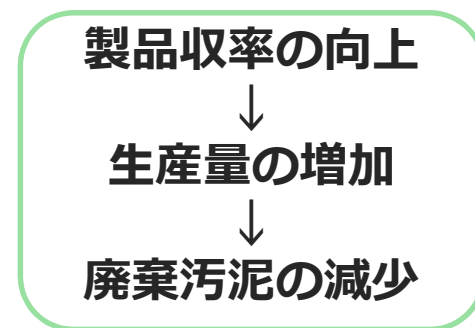 製品収率の向上
↓
生産量の増加
↓
廃棄汚泥の減少